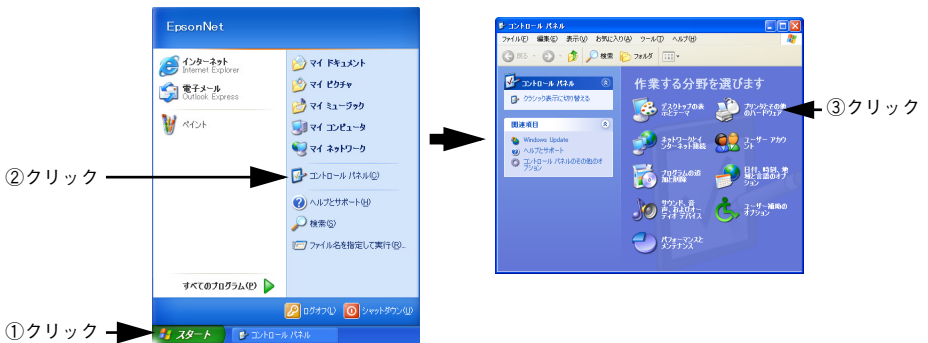 EpsonNet
インターネット
Internet Explorer
電子メール
Outlook Express
ペイント
すべてのプログラム(P)
マイ ドキュメント
マイ ピクチャ
マイ ミュージック
マイ コンピュータ
マイ ネットワーク
②クリック
コントロール パネル(C)
ヘルプとサポート(H)
検索(S)
ファイル名を指定して実行(R)...
ログオフ(L)
シャットダウン(U)
①クリック
スタート
コントロール パネル
コントロール パネル
ファイル(F) 編集(E) 表示(V) お気に入り(A) ツール(T) ヘルプ(H)
戻る
検索
フォルダ
コントロール パネル
クラシック表示に切り替える
関連項目
Windows Update
ヘルプとサポート
コントロール パネルのその他のオ
プション
作業する分野を選びます
デスクトップの表
示とテーマ
プリンタとその他
のハードウェア
③クリック
ネットワークとイ
ンターネット接続
ユーザー アカウ
ント
プログラムの追
加と削除
日付、時刻、地
域と言語のオプ
ション
サウンド、音
声、およびオー
ディオ デバイス
ユーザー補助の
オプション
パフォーマンスと
メンテナンス